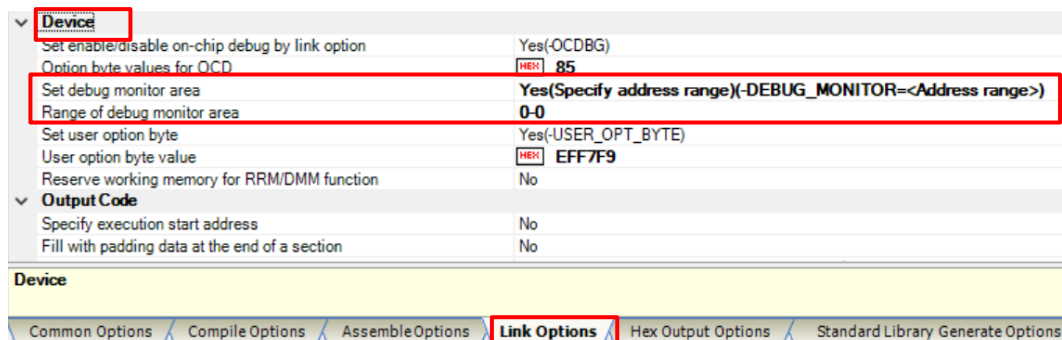 Device
Set enable/disable on-chip debug by link option Yes(-OCDBG)
Option byte values for OCD HEX 85
Set debug monitor area Yes(Specify address range)(-DEBUG_MONITOR=<Address range>)
Range of debug monitor area 0-0
Set user option byte Yes(-USER_OPT_BYTE)
User option byte value HEX EFF7F9
Reserve working memory for RRM/DMM function No
Output Code
Specify execution start address No
Fill with padding data at the end of a section No
Device
Common Options Compile Options Assemble Options Link Options Hex Output Options Standard Library Generate Options